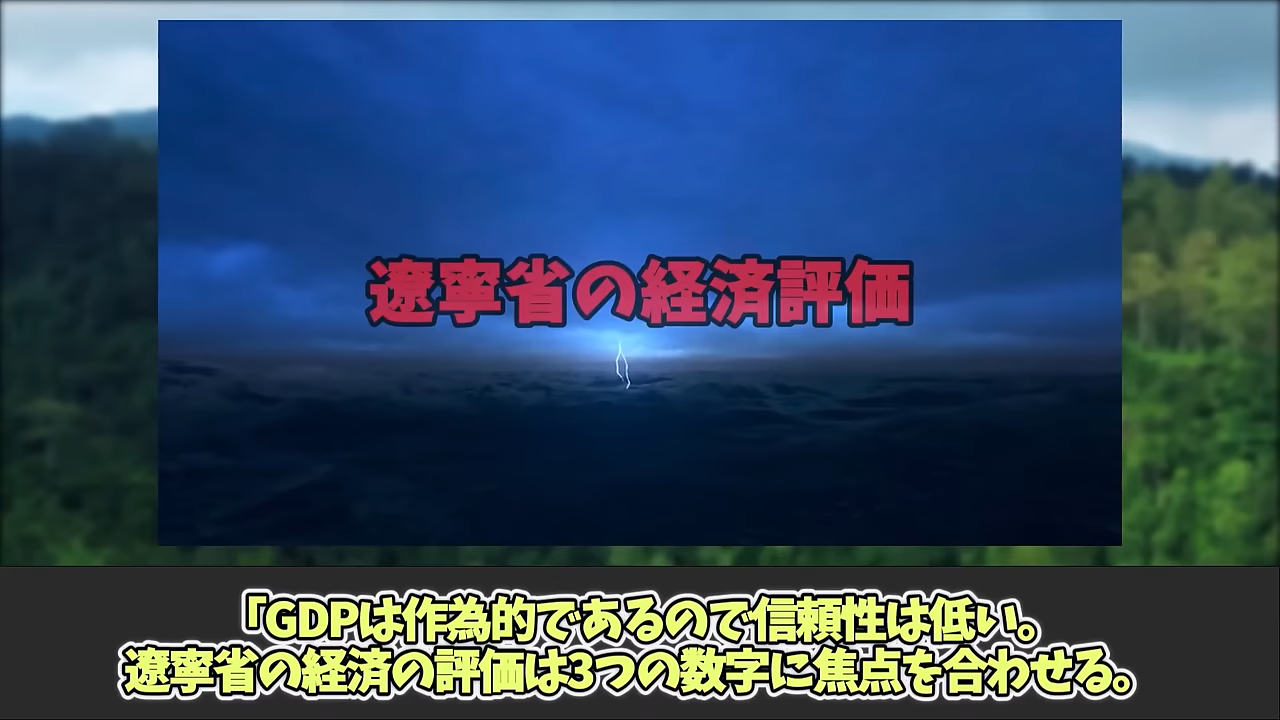 遼寧省の経済評価
「GDPは作為的であるので信頼性は低い。
遼寧省の経済の評価は3つの数字に焦点を合わせる。